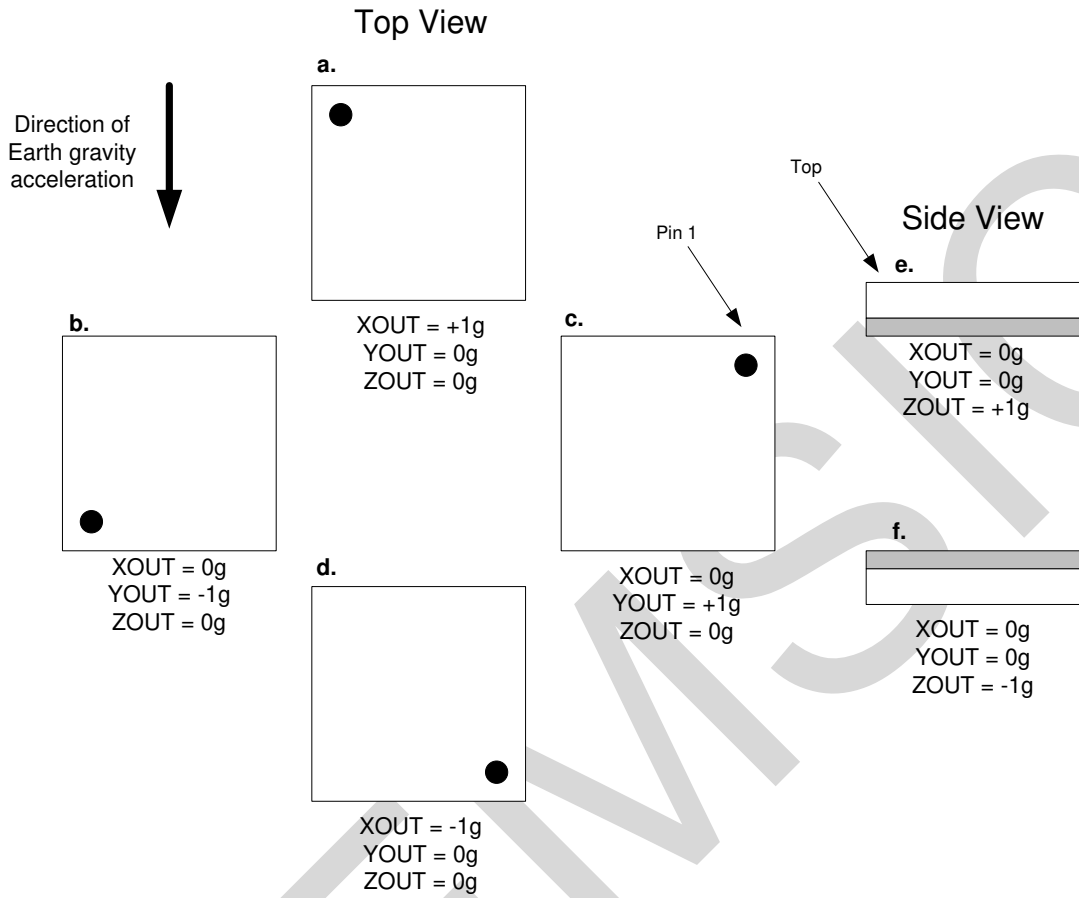 Top View
a.
Direction of
Earth gravity
acceleration
XOUT = +1g
YOUT = 0g
ZOUT = 0g
b.
XOUT = 0g
YOUT = -1g
ZOUT = 0g
Pin 1
c.
XOUT = 0g
YOUT = +1g
ZOUT = 0g
d.
XOUT = -1g
YOUT = 0g
ZOUT = 0g
Top
Side View
e.
XOUT = 0g
YOUT = 0g
ZOUT = +1g
f.
XOUT = 0g
YOUT = 0g
ZOUT = -1g